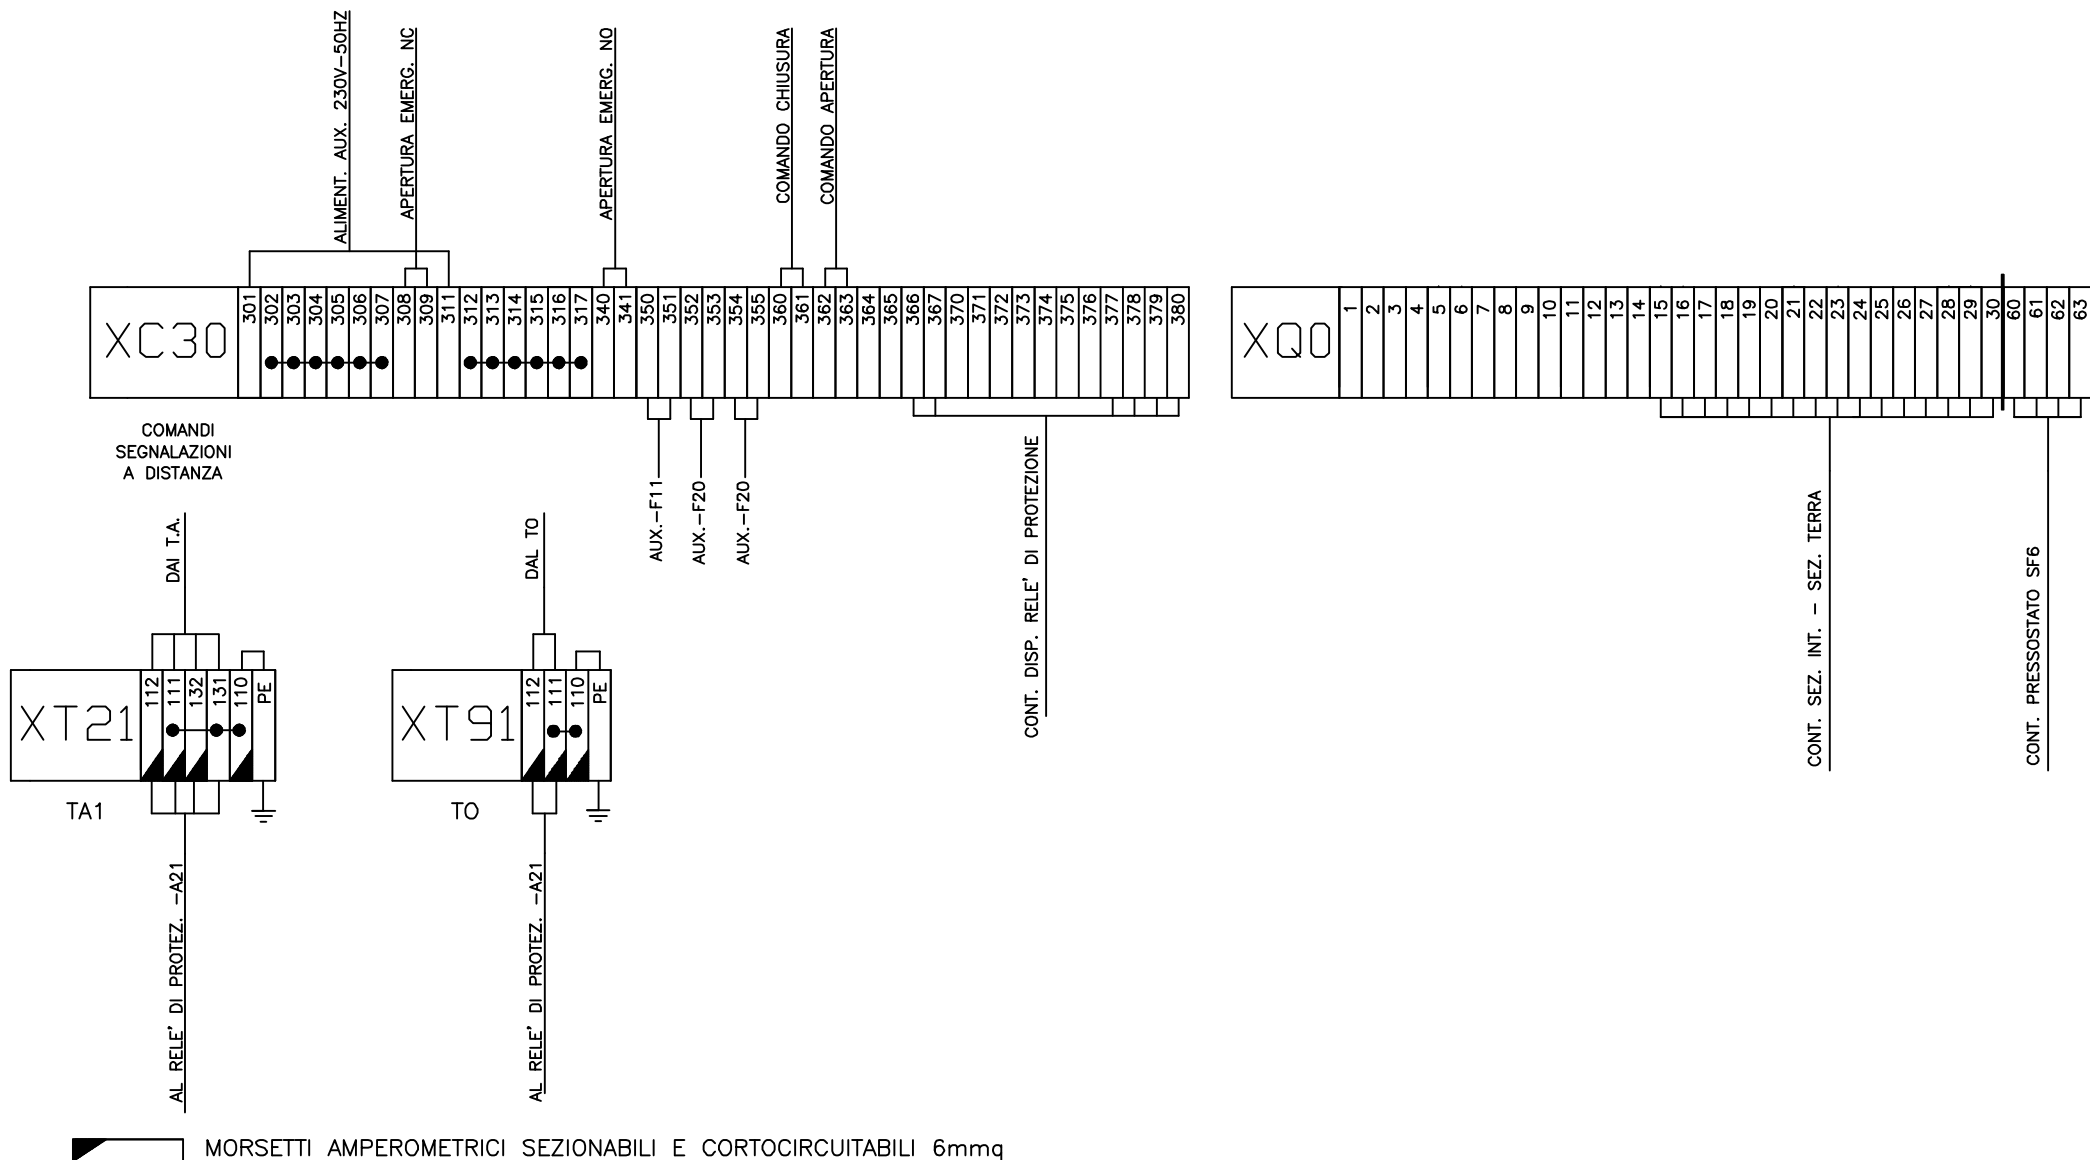 ALIMENT. AUX. 230V-50HZ
APERTURA EMERG. NC
APERTURA EMERG. NO
COMANDO CHIUSURA
COMANDO APERTURA
XC30 301 302 303 304 305 306 307 308 309 311 312 313 314 315 316 317 340 341 350 351 352 353 354 355 360 361 362 363 364 365 366 367 370 371 372 373 374 375 376 377 378 379 380
XQ0 1 2 3 4 5 6 7 8 9 10 11 12 13 14 15 16 17 18 19 20 21 22 23 24 25 26 27 28 29 30 60 61 62 63
COMANDI
SEGNALAZIONI
A DISTANZA
AUX.-F11
AUX.-F20
AUX.-F20
CONT. DISP. RELE' DI PROTEZIONE
CONT. SEZ. INT. - SEZ. TERRA
CONT. PRESSOSTATO SF6
DAI T.A.
DAL TO
XT21 112 111 132 131 110 PE
XT91 112 111 110 PE
TA1
TO
AL RELE' DI PROTEZ. -A21
AL RELE' DI PROTEZ. -A21
MORSETTI AMPEROMETRICI SEZIONABILI E CORTOCIRCUITABILI 6mmq